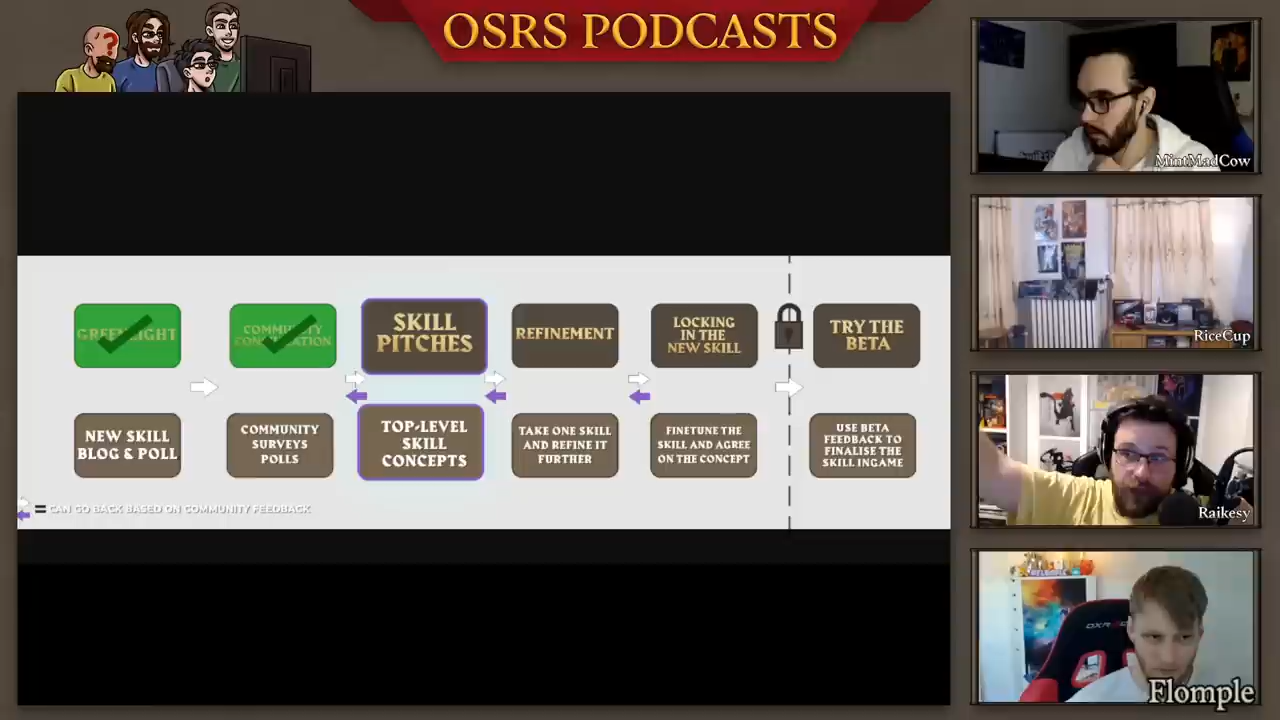 OSRS PODCASTS
GREENLIGHT
COMMUNITY
CONSULTATION
SKILL
PITCHES
REFINEMENT
LOCKING
IN THE
NEW SKILL
TRY THE
BETA
NEW SKILL
BLOG & POLL
COMMUNITY
SURVEYS
POLLS
TOP-LEVEL
SKILL
CONCEPTS
TAKE ONE SKILL
AND REFINE IT
FURTHER
FINETUNE THE
SKILL AND AGREE
ON THE CONCEPT
USE BETA
FEEDBACK TO
FINALISE THE
SKILL INGAME
= CAN GO BACK BASED ON COMMUNITY FEEDBACK
MintMadCow
RiceCup
Raikesy
Flomple